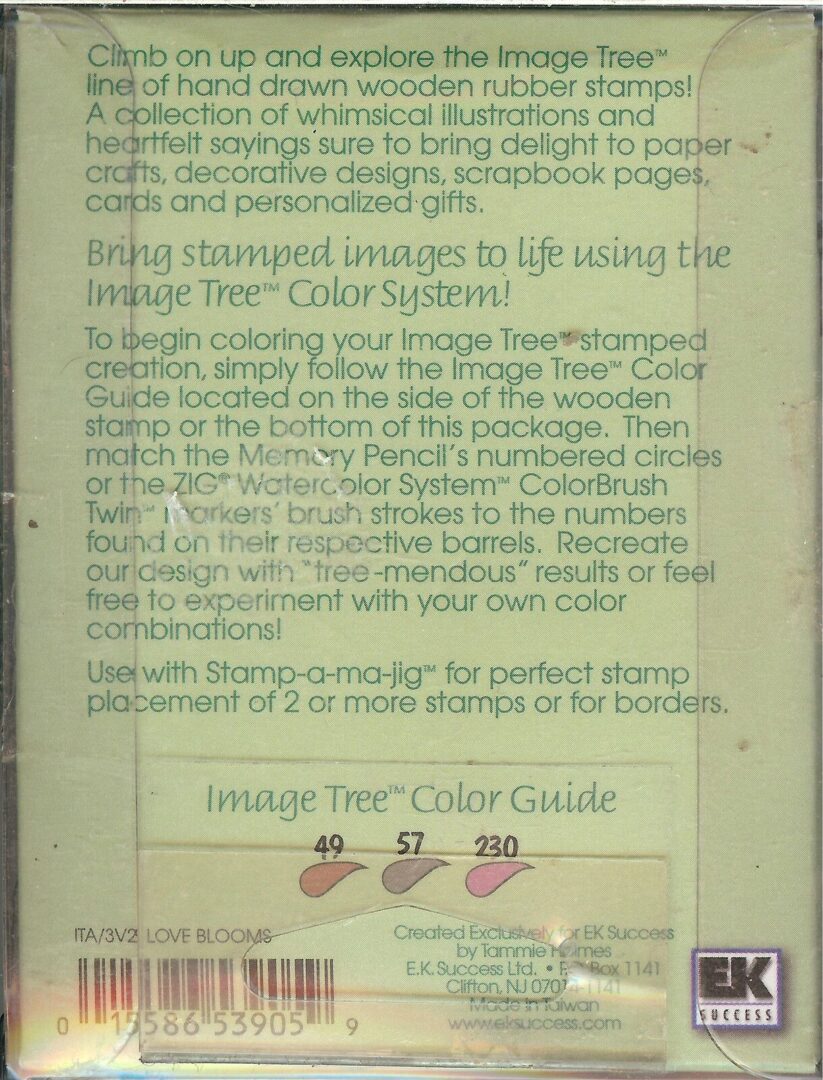 Climb on up and explore the Image Tree™
line of hand drawn wooden rubber stamps!
A collection of whimsical illustrations and
heartfelt sayings sure to bring delight to paper
crafts, decorative designs, scrapbook pages,
cards and personalized gifts.
Bring stamped images to life using the
Image Tree™ Color System!
To begin coloring your Image Tree™ stamped
creation, simply follow the Image Tree™ Color
Guide located on the side of the wooden
stamp or the bottom of this package. Then
match the Memory Pencil's numbered circles
or the ZIG® Watercolor System™ ColorBrush
Twin™ markers' brush strokes to the numbers
found on their respective barrels. Recreate
our design with "tree-mendous" results or feel
free to experiment with your own color
combinations!
Use with Stamp-a-ma-jig™ for perfect stamp
placement of 2 or more stamps or for borders.
Image Tree™ Color Guide
49 57 230
ITA/3V2 LOVE BLOOMS
0 15586 53905 9
Created Exclusively for EK Success
by Tammie Holmes
E.K. Success Ltd. • P.O. Box 1141
Clifton, NJ 07014-1141
Made in Taiwan
www.eksuccess.com
EK
SUCCESS